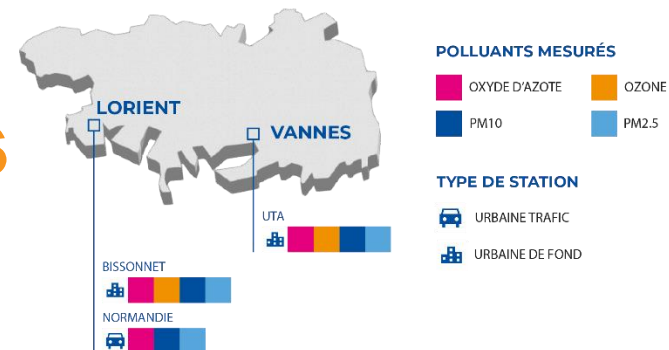 LORIENT
VANNES
UTA
BISSONNET
NORMANDIE
POLLUANTS MESURÉS
OXYDE D'AZOTE
OZONE
PM10
PM2.5
TYPE DE STATION
URBAINE TRAFIC
URBAINE DE FOND